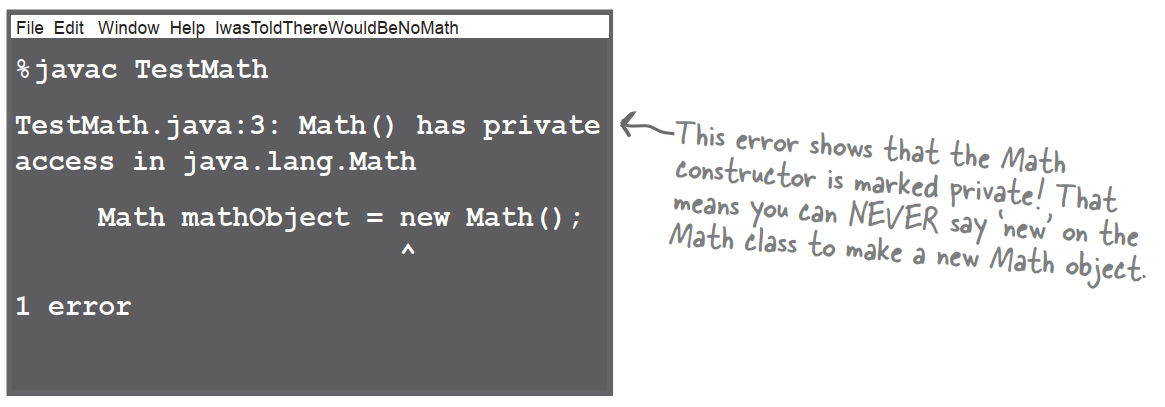 File Edit Window Help IwasToldThereWouldBeNoMath
%javac TestMath
TestMath.java:3: Math() has private
access in java.lang.Math
Math mathObject = new Math();
^
1 error
This error shows that the Math
constructor is marked private! That
means you can NEVER say ‘new’ on the
Math class to make a new Math object.